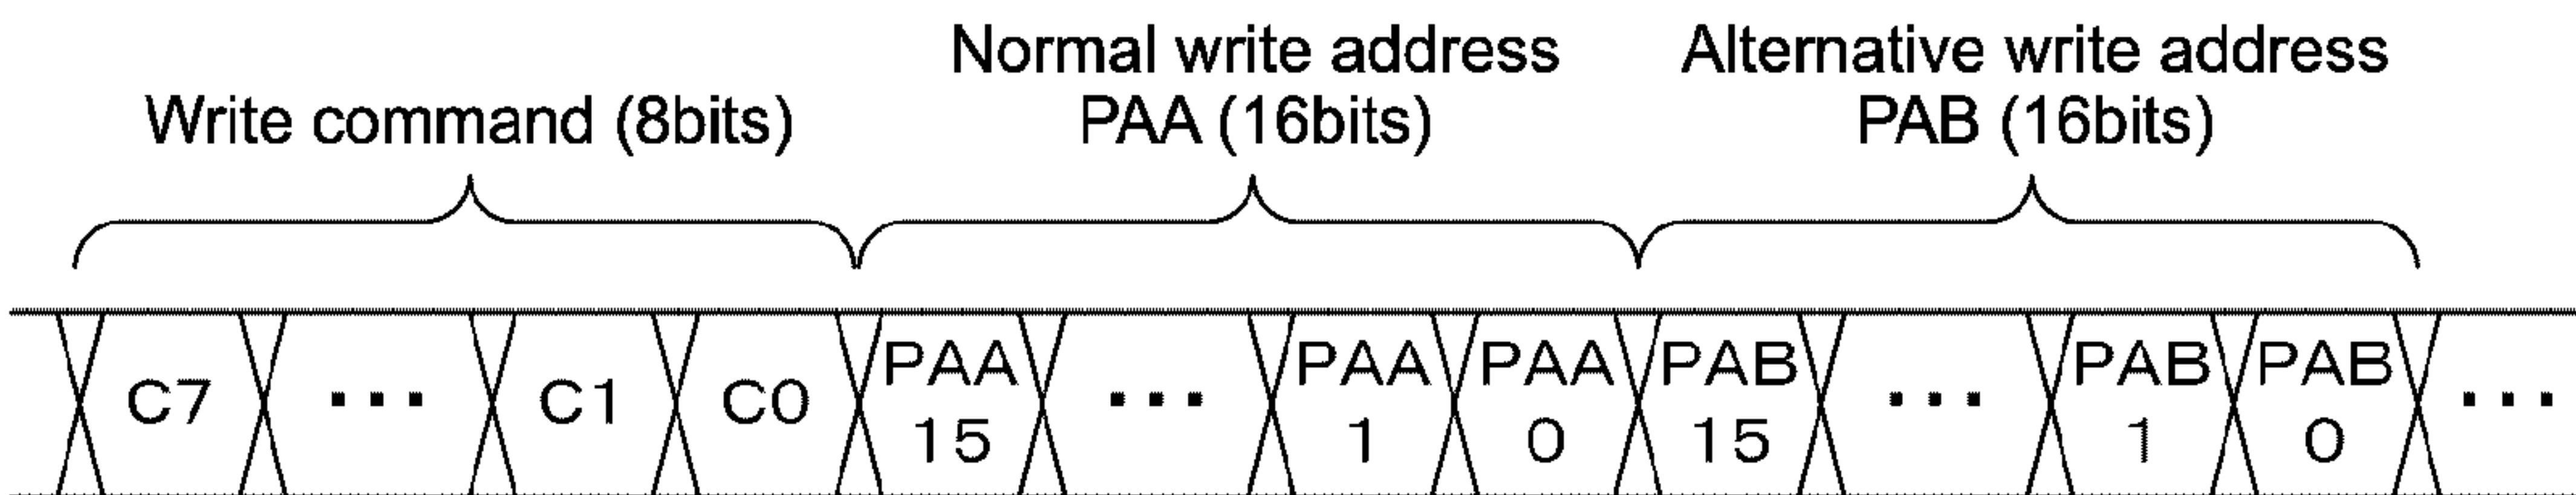 Write command (8bits)
Normal write address
PAA (16bits)
Alternative write address
PAB (16bits)
C7 ... C1 C0 PAA 15 ... PAA 1 PAA 0 PAB 15 ... PAB 1 PAB 0 ...